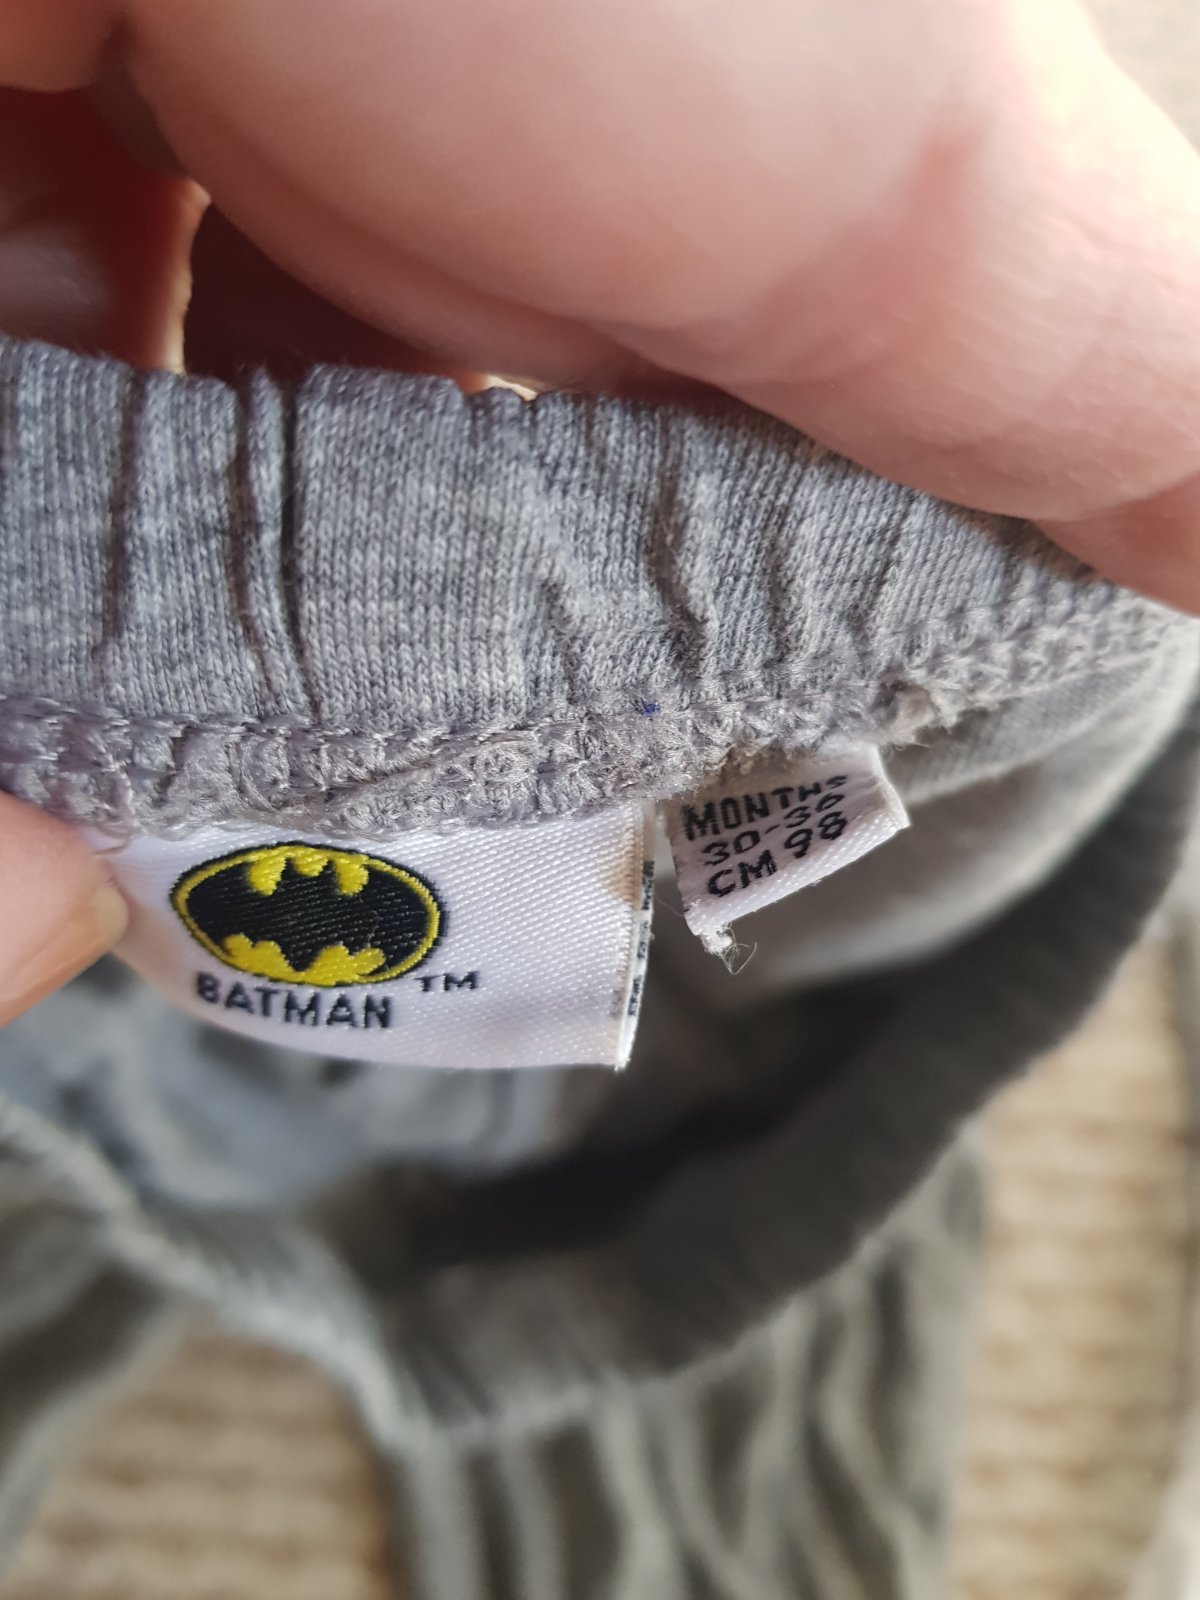 BATMAN ™
MONTHS
30-36
CM 98